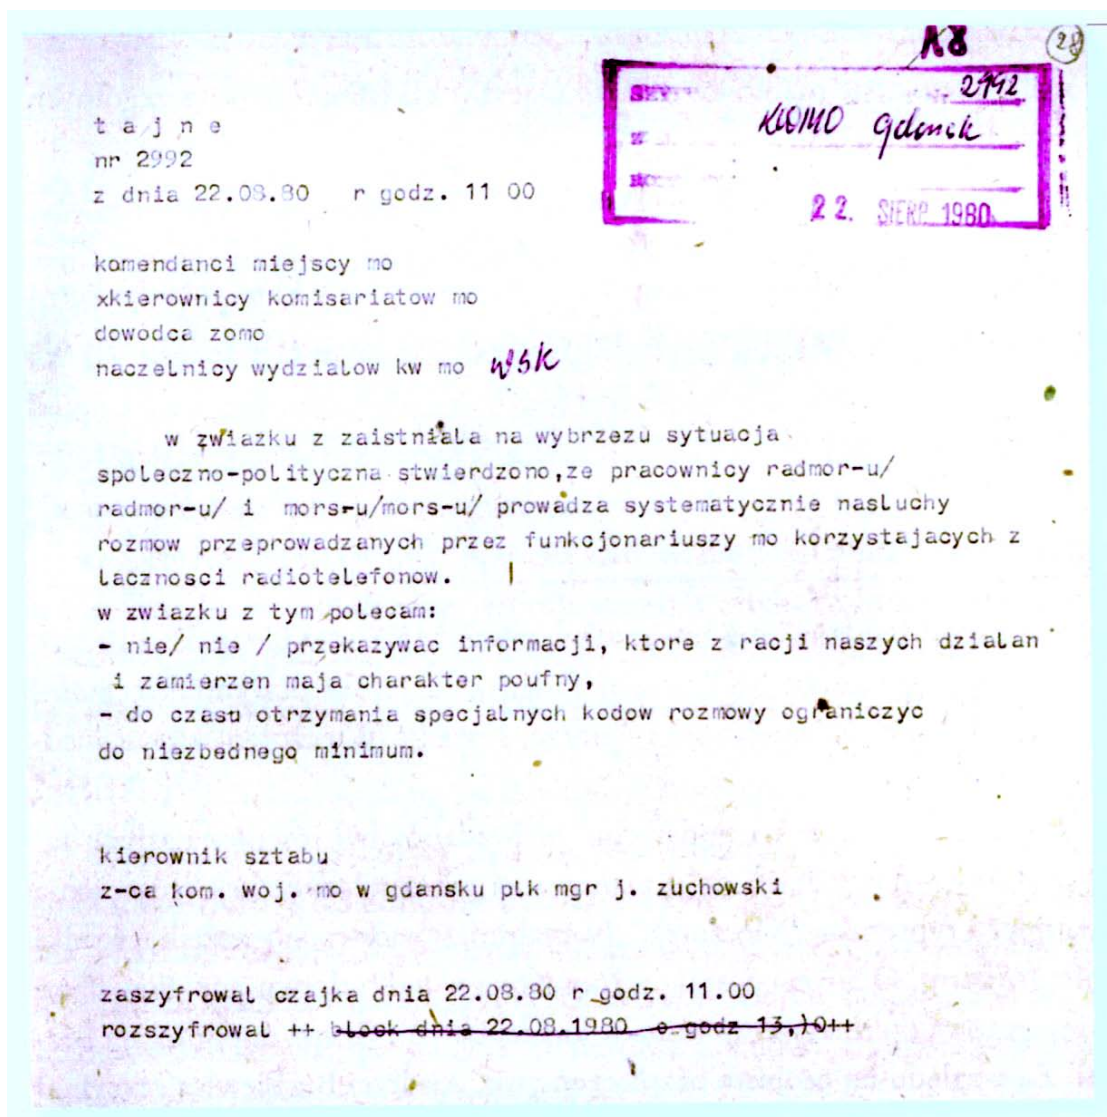 28
2992
KWMO Gdansk
22. SIERP. 1980
t a j n e
nr 2992
z dnia 22.08.80 r godz. 11 00
komendanci miejscy mo
xkierownicy komisariatow mo
dowodca zomo
naczelnicy wydzialow kw mo WSK
w zwiazku z zaistniala na wybrzezu sytuacja
spoleczno-polityczna stwierdzono,ze pracownicy radmor-u/
radmor-u/ i mors-u/mors-u/ prowadza systematycznie nasluchy
rozmow przeprowadzanych przez funkcjonariuszy mo korzystajacych z
lacznosci radiotelefonow.
w zwiazku z tym polecam:
- nie/ nie / przekazywac informacji, ktore z racji naszych dzialan
i zamierzen maja charakter poufny,
- do czasu otrzymania specjalnych kodow rozmowy ograniczyc
do niezbednego minimum.
kierownik sztabu
z-ca kom. woj. mo w gdansku plk mgr j. zuchowski
zaszyfrowal czajka dnia 22.08.80 r godz. 11.00
rozszyfrowal ++ block dnia 22.08.1980 o godz 13,10++